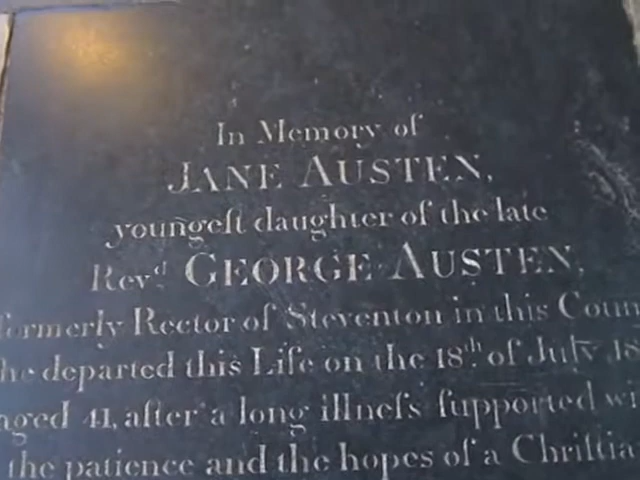 In Memory of
JANE AUSTEN,
youngeſt daughter of the late
Revd. GEORGE AUSTEN,
formerly Rector of Steventon in this Coun
he departed this Life on the 18th. of July 18
aged 41, after a long illneſs ſupported wi
the patience and the hopes of a Chriſtia